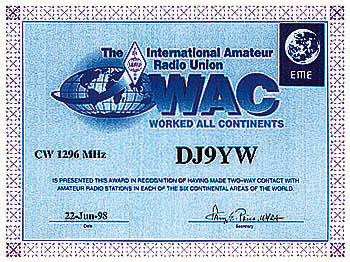 The International Amateur
Radio Union
EME
WAC
WORKED ALL CONTINENTS
CW 1296 MHz DJ9YW
IS PRESENTED THIS AWARD IN RECOGNITION OF HAVING MADE TWO-WAY CONTACT WITH
AMATEUR RADIO STATIONS IN EACH OF THE SIX CONTINENTAL AREAS OF THE WORLD.
22-Jun-98
Date Secretary